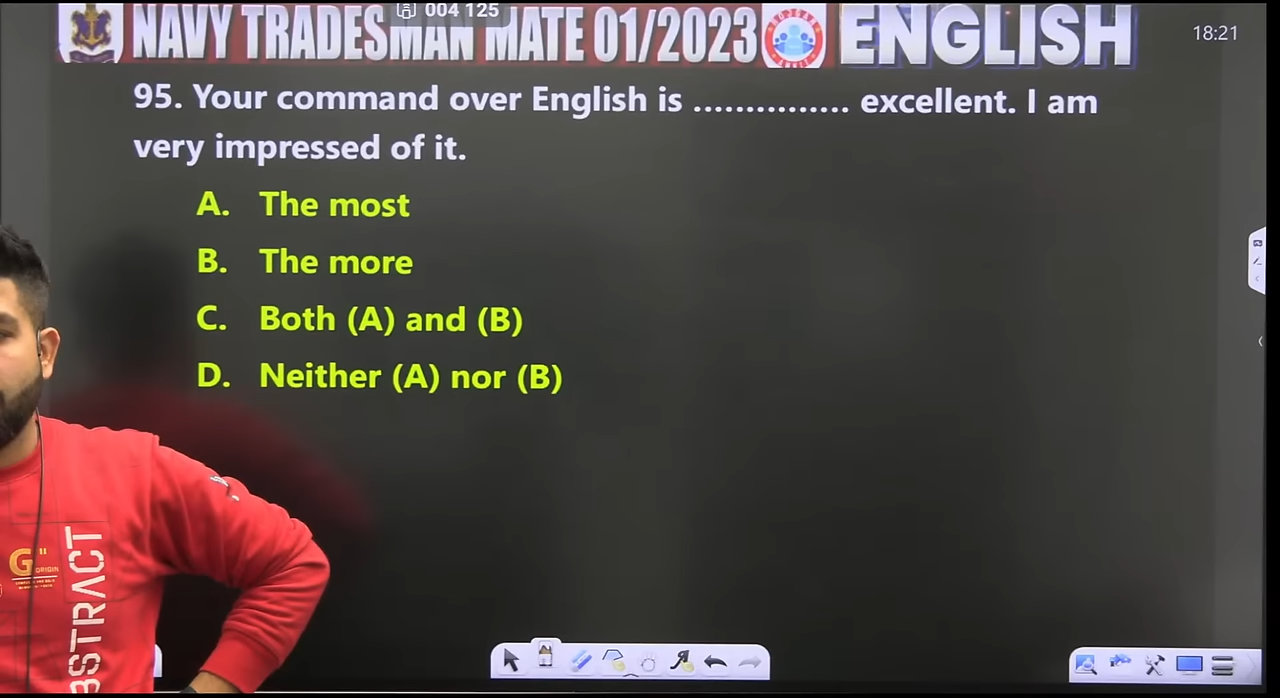 004 125
NAVY TRADESMAN MATE 01/2023 ENGLISH
18:21
95. Your command over English is ............... excellent. I am
very impressed of it.
A. The most
B. The more
C. Both (A) and (B)
D. Neither (A) nor (B)
G
ORIGIN
BSTRACT